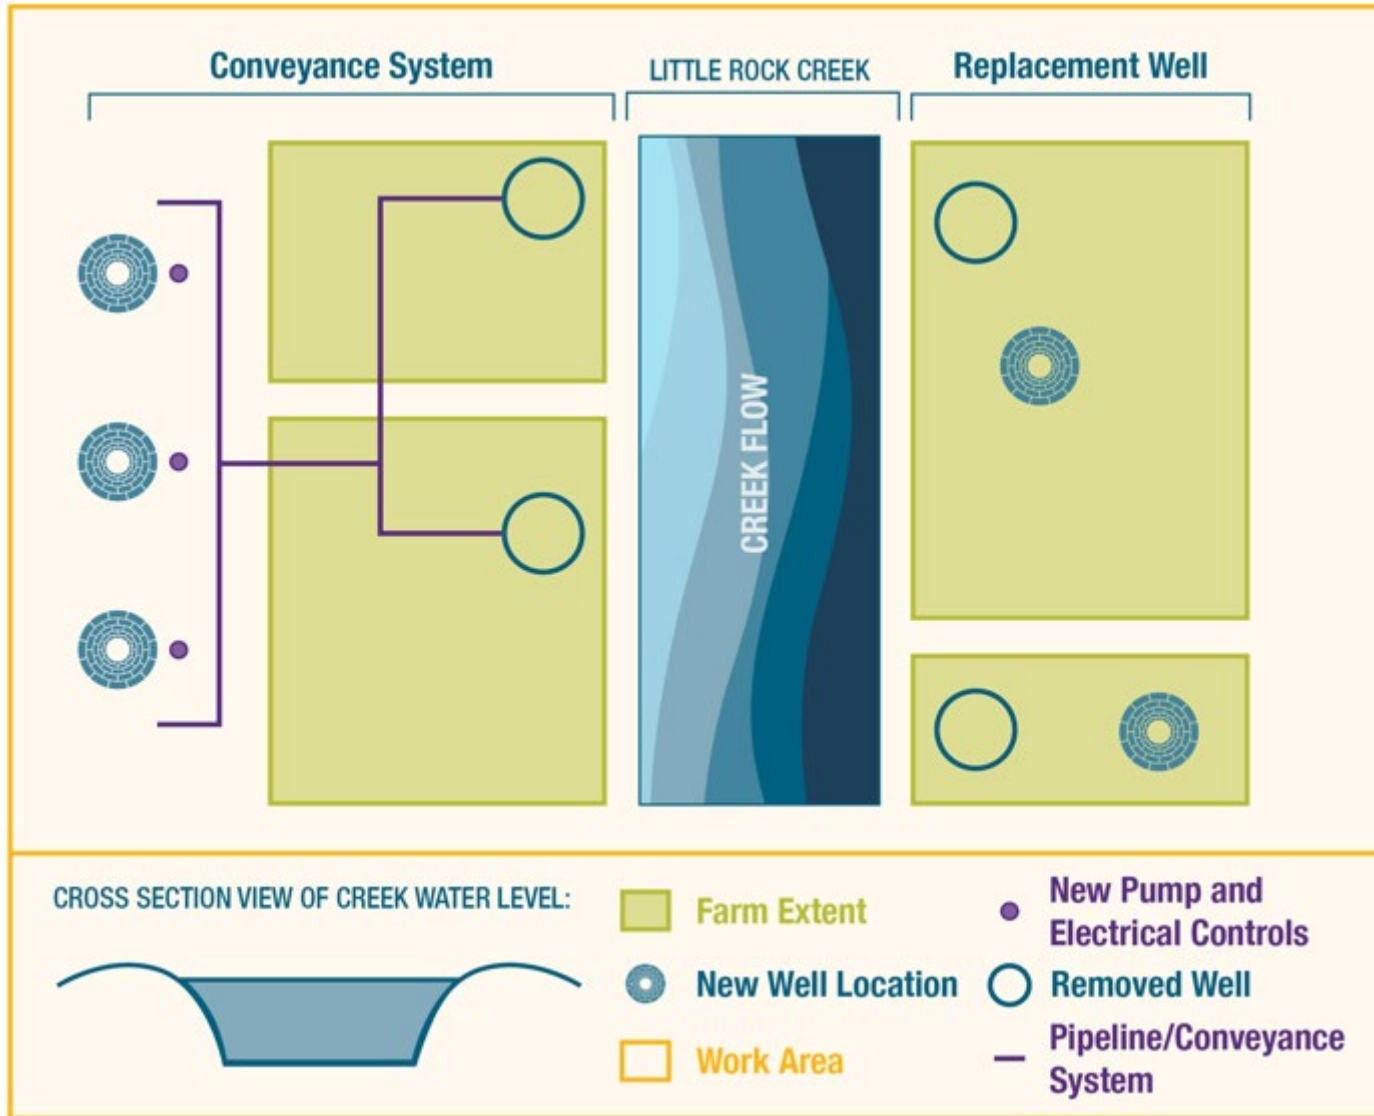 Conveyance System
LITTLE ROCK CREEK
Replacement Well
CREEK FLOW
CROSS SECTION VIEW OF CREEK WATER LEVEL:
Farm Extent
New Well Location
Work Area
New Pump and
Electrical Controls
Removed Well
Pipeline/Conveyance
System